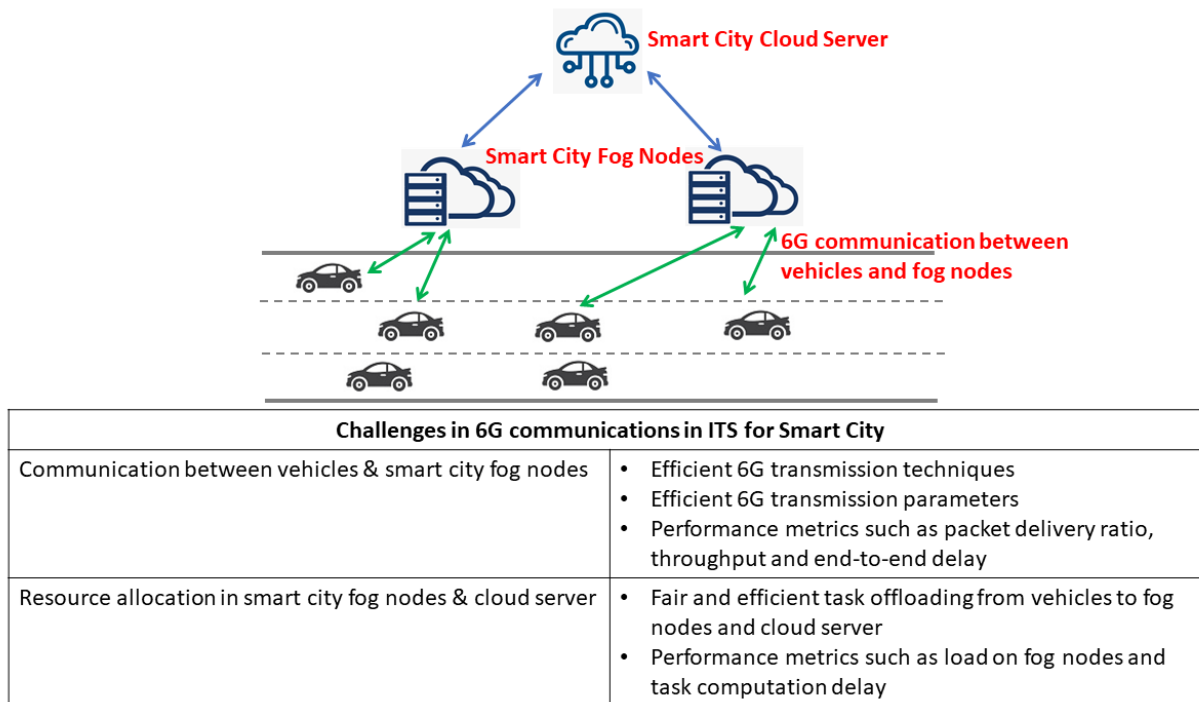 Smart City Cloud Server
Smart City Fog Nodes
6G communication between
vehicles and fog nodes
Challenges in 6G communications in ITS for Smart City
Communication between vehicles & smart city fog nodes
• Efficient 6G transmission techniques
• Efficient 6G transmission parameters
• Performance metrics such as packet delivery ratio,
throughput and end-to-end delay
Resource allocation in smart city fog nodes & cloud server
• Fair and efficient task offloading from vehicles to fog
nodes and cloud server
• Performance metrics such as load on fog nodes and
task computation delay